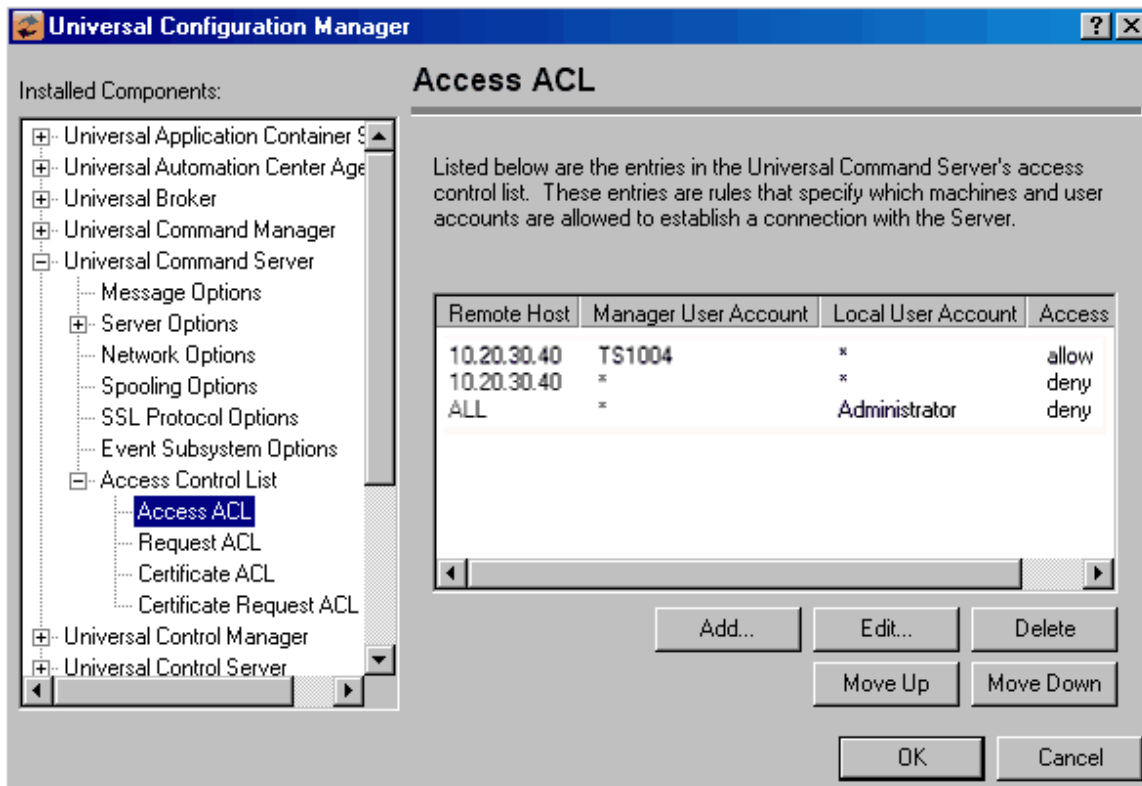 Universal Configuration Manager
Installed Components:
Universal Application Container
Universal Automation Center Age
Universal Broker
Universal Command Manager
Universal Command Server
Message Options
Server Options
Network Options
Spooling Options
SSL Protocol Options
Event Subsystem Options
Access Control List
Access ACL
Request ACL
Certificate ACL
Certificate Request ACL
Universal Control Manager
Universal Control Server
Access ACL
Listed below are the entries in the Universal Command Server's access
control list. These entries are rules that specify which machines and user
accounts are allowed to establish a connection with the Server.
Remote Host Manager User Account Local User Account Access
10.20.30.40 TS1004 * allow
10.20.30.40 * * deny
ALL * Administrator deny
Add... Edit... Delete
Move Up Move Down
OK Cancel